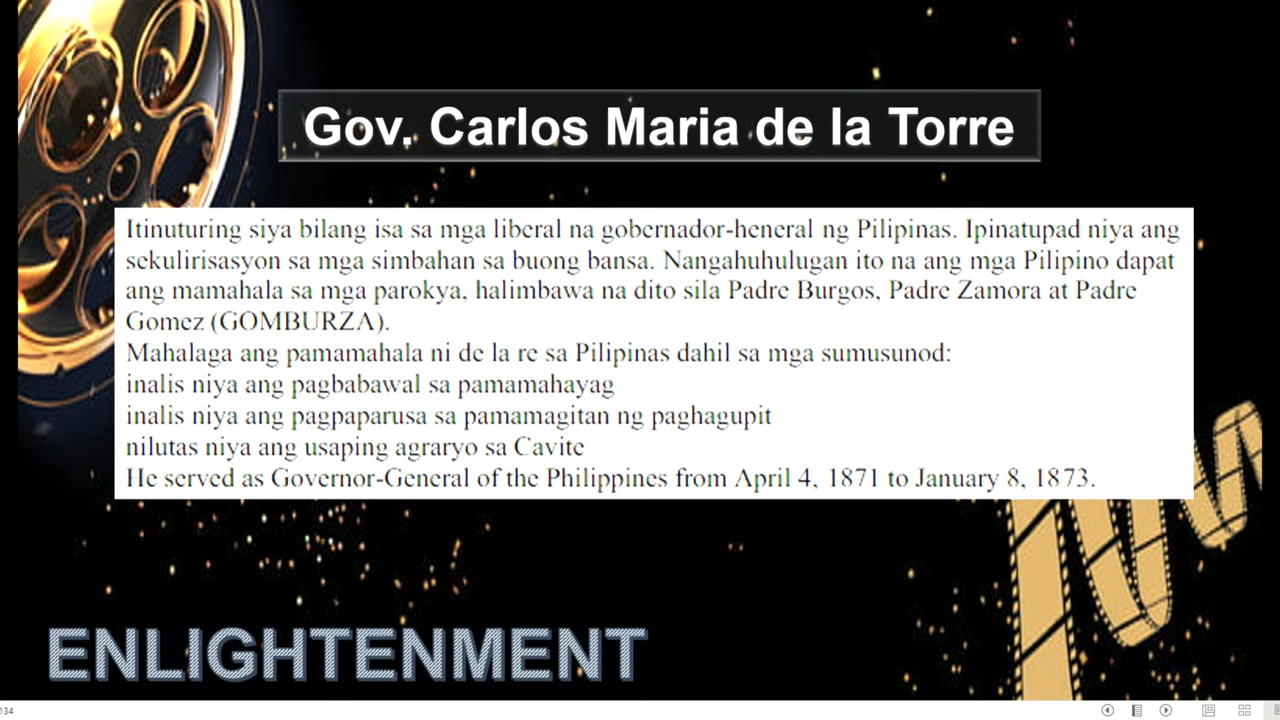 Gov. Carlos Maria de la Torre
Itinuturing siya bilang isa sa mga liberal na gobernador-heneral ng Pilipinas. Ipinatupad niya ang
sekulirisasyon sa mga simbahan sa buong bansa. Nangahuhulugan ito na ang mga Pilipino dapat
ang mamahala sa mga parokya, halimbawa na dito sila Padre Burgos, Padre Zamora at Padre
Gomez (GOMBURZA).
Mahalaga ang pamamahala ni de la re sa Pilipinas dahil sa mga sumusunod:
inalis niya ang pagbabawal sa pamamahayag
inalis niya ang pagpaparusa sa pamamagitan ng paghagupit
nilutas niya ang usaping agraryo sa Cavite
He served as Governor-General of the Philippines from April 4, 1871 to January 8, 1873.
ENLIGHTENMENT
134